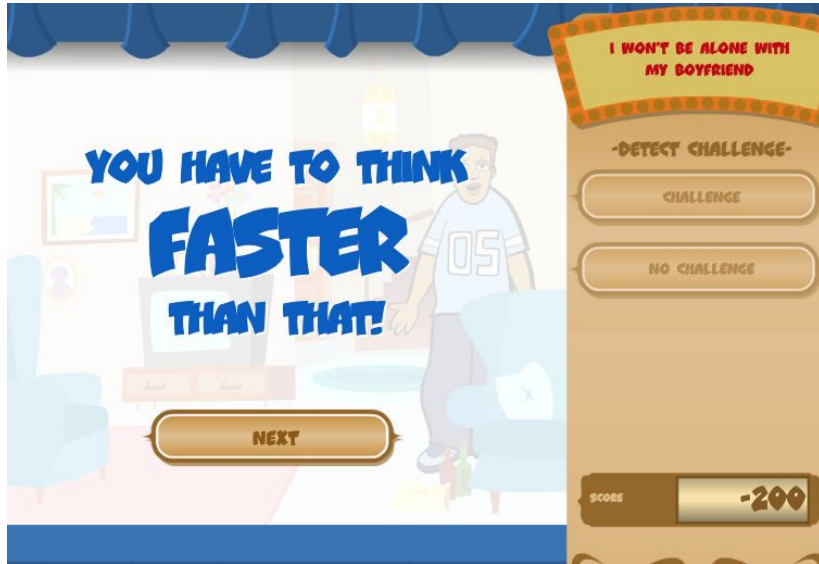 YOU HAVE TO THINK
FASTER
THAN THAT!
NEXT
I WON'T BE ALONE WITH
MY BOYFRIEND
-DETECT CHALLENGE-
CHALLENGE
NO CHALLENGE
SCORE
-200
05